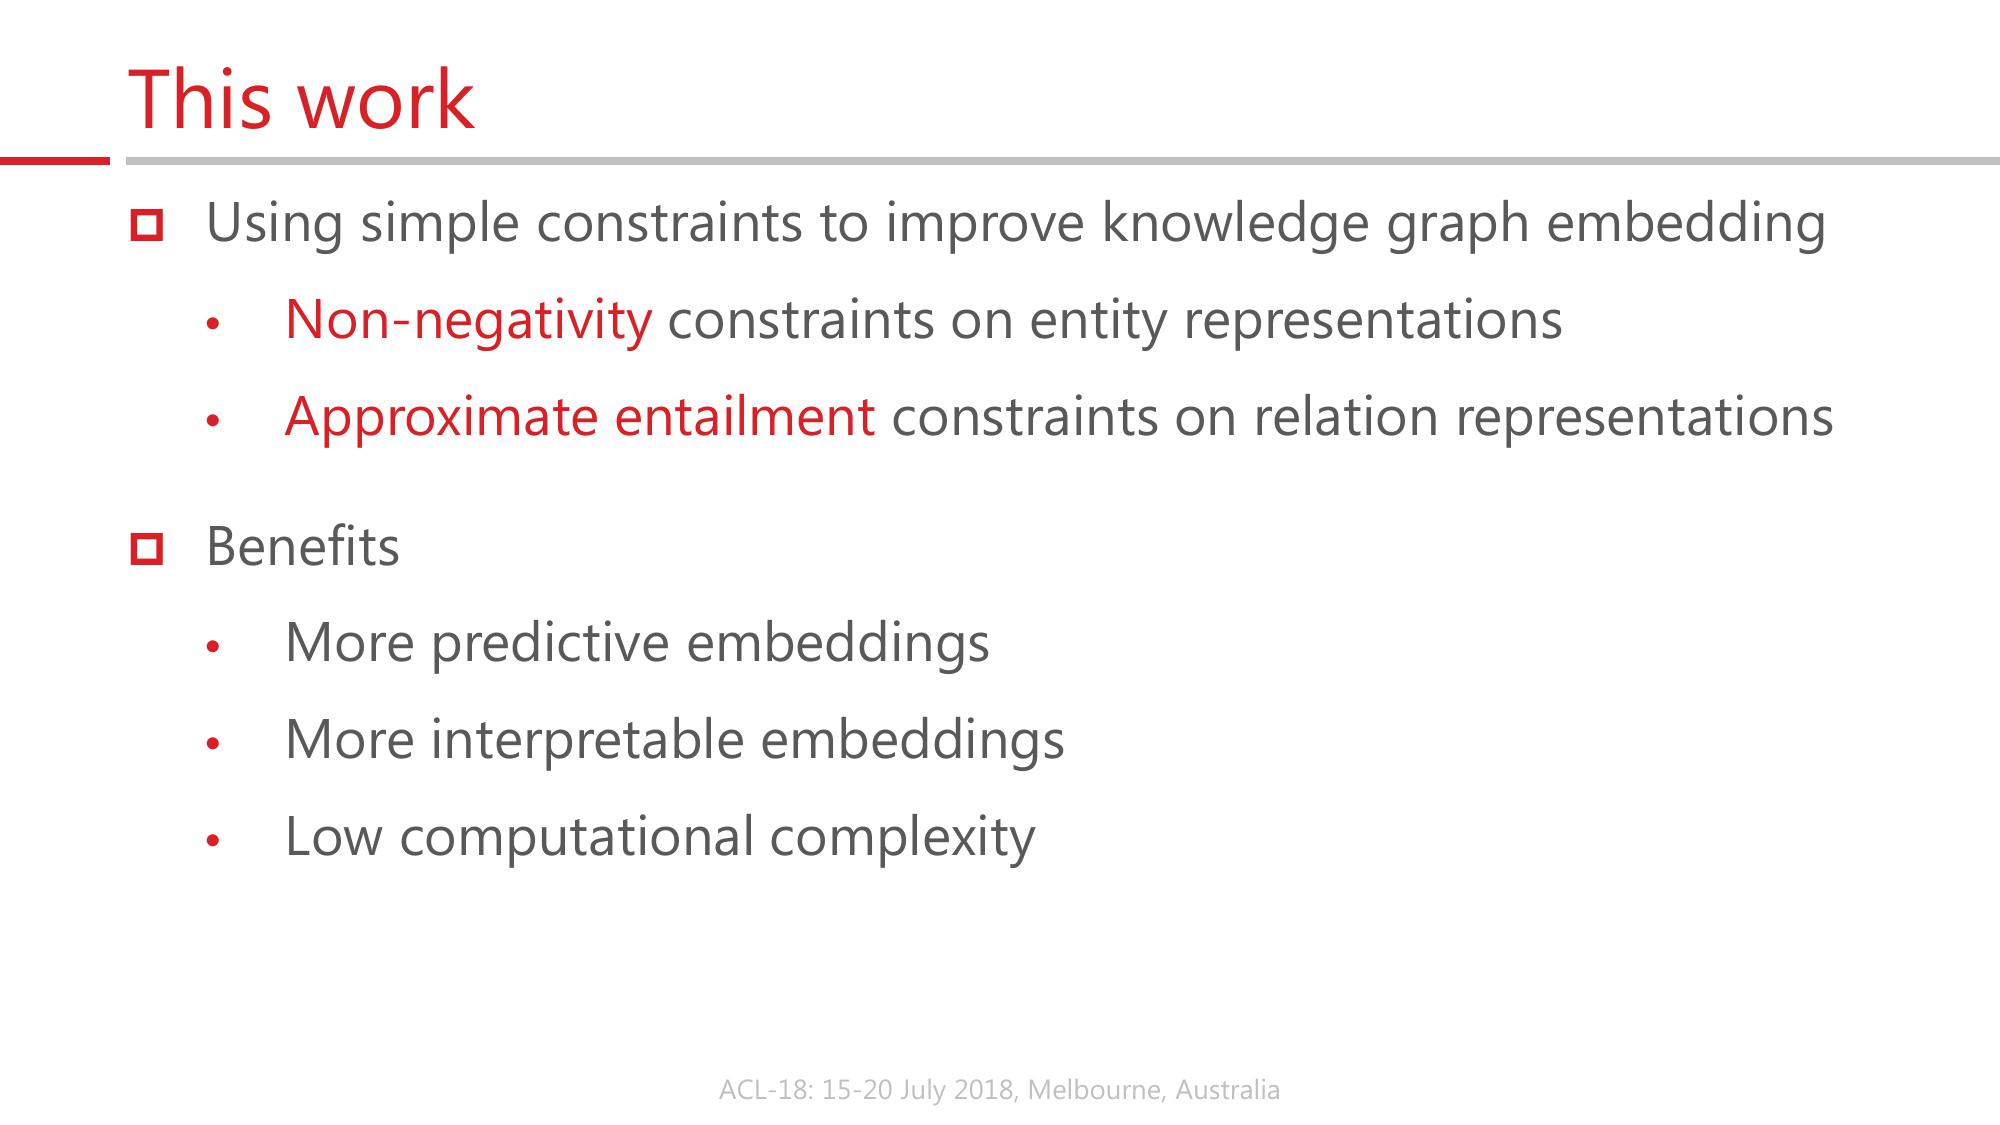 This work
Using simple constraints to improve knowledge graph embedding
• Non-negativity constraints on entity representations
• Approximate entailment constraints on relation representations
Benefits
• More predictive embeddings
• More interpretable embeddings
• Low computational complexity
ACL-18: 15-20 July 2018, Melbourne, Australia